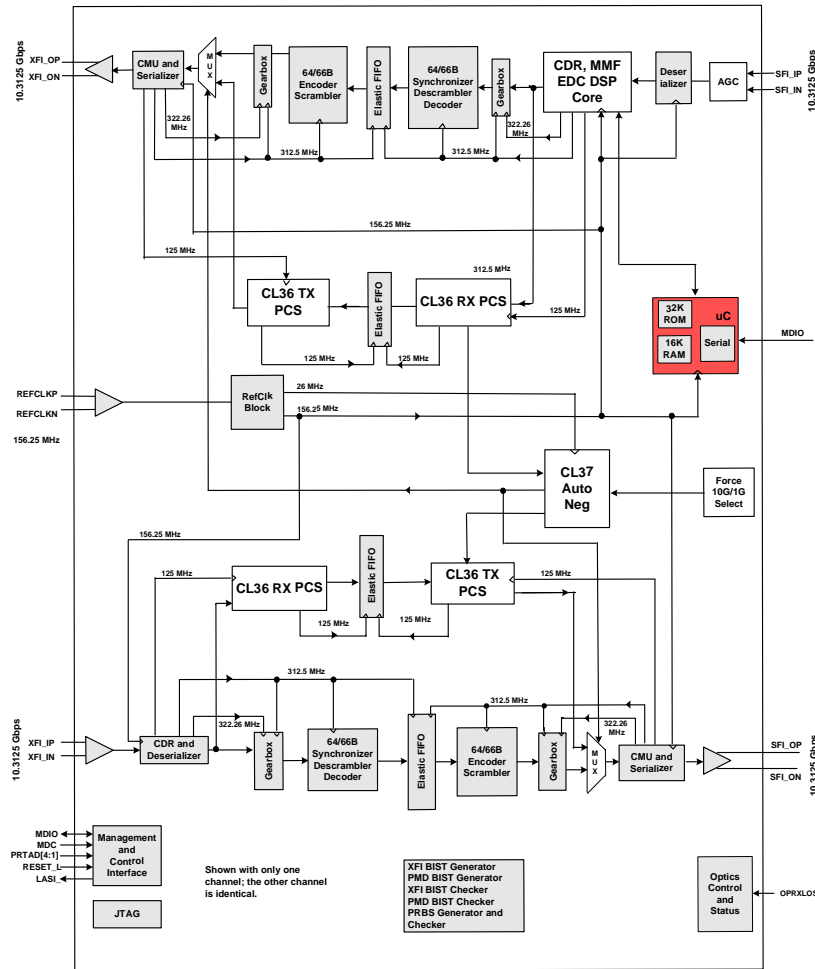 10.3125 Gbps
XFI_OP
XFI_ON
CMU and
Serializer
MUX
Gearbox
64/66B
Encoder
Scrambler
Elastic FIFO
64/66B
Synchronizer
Descrambler
Decoder
Gearbox
CDR, MMF
EDC DSP
Core
Deser
ializer
AGC
SFI_IP
SFI_IN
10.3125 Gbps
322.26
MHz
312.5 MHz
322.26
MHz
312.5 MHz
156.25 MHz
125 MHz
312.5 MHz
CL36 TX
PCS
Elastic FIFO
CL36 RX PCS
125 MHz
125 MHz
125 MHz
32K
ROM
uC
16K
RAM
Serial
MDIO
REFCLKP
REFCLKN
156.25 MHz
RefClk
Block
26 MHz
156.25 MHz
CL37
Auto
Neg
Force
10G/1G
Select
156.25 MHz
125 MHz
CL36 RX PCS
Elastic FIFO
CL36 TX
PCS
125 MHz
125 MHz
125 MHz
10.3125 Gbps
XFI_IP
XFI_IN
CDR and
Deserializer
312.5 MHz
322.26 MHz
Gearbox
64/66B
Synchronizer
Descrambler
Decoder
Elastic FIFO
312.5 MHz
64/66B
Encoder
Scrambler
Gearbox
322.26
MHz
MUX
CMU and
Serializer
SFI_OP
SFI_ON
10.3125 Gbps
MDIO
MDC
PRTAD[4:1]
RESET_L
LASI_
Management
and
Control
Interface
JTAG
Shown with only one
channel; the other channel
is identical.
XFI BIST Generator
PMD BIST Generator
XFI BIST Checker
PMD BIST Checker
PRBS Generator and
Checker
Optics
Control
and
Status
OPRXLOS